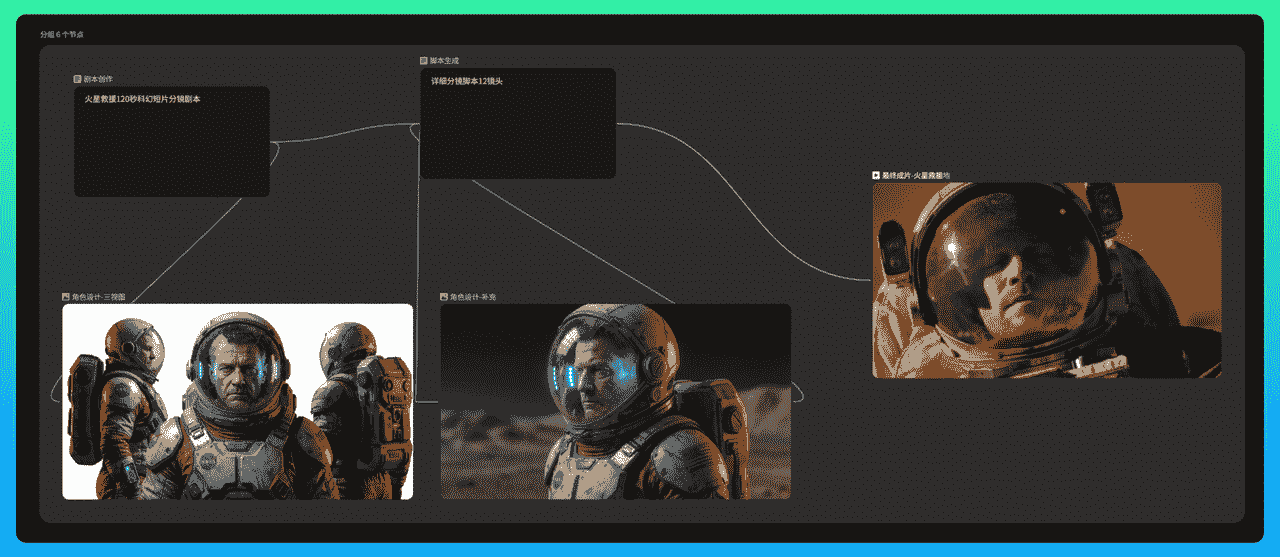 分组 6 个节点
剧本创作
火星救援120秒科幻短片分镜剧本
脚本生成
详细分镜脚本12镜头
最终成片-火星救援地
角色设计-三视图
角色设计-补充